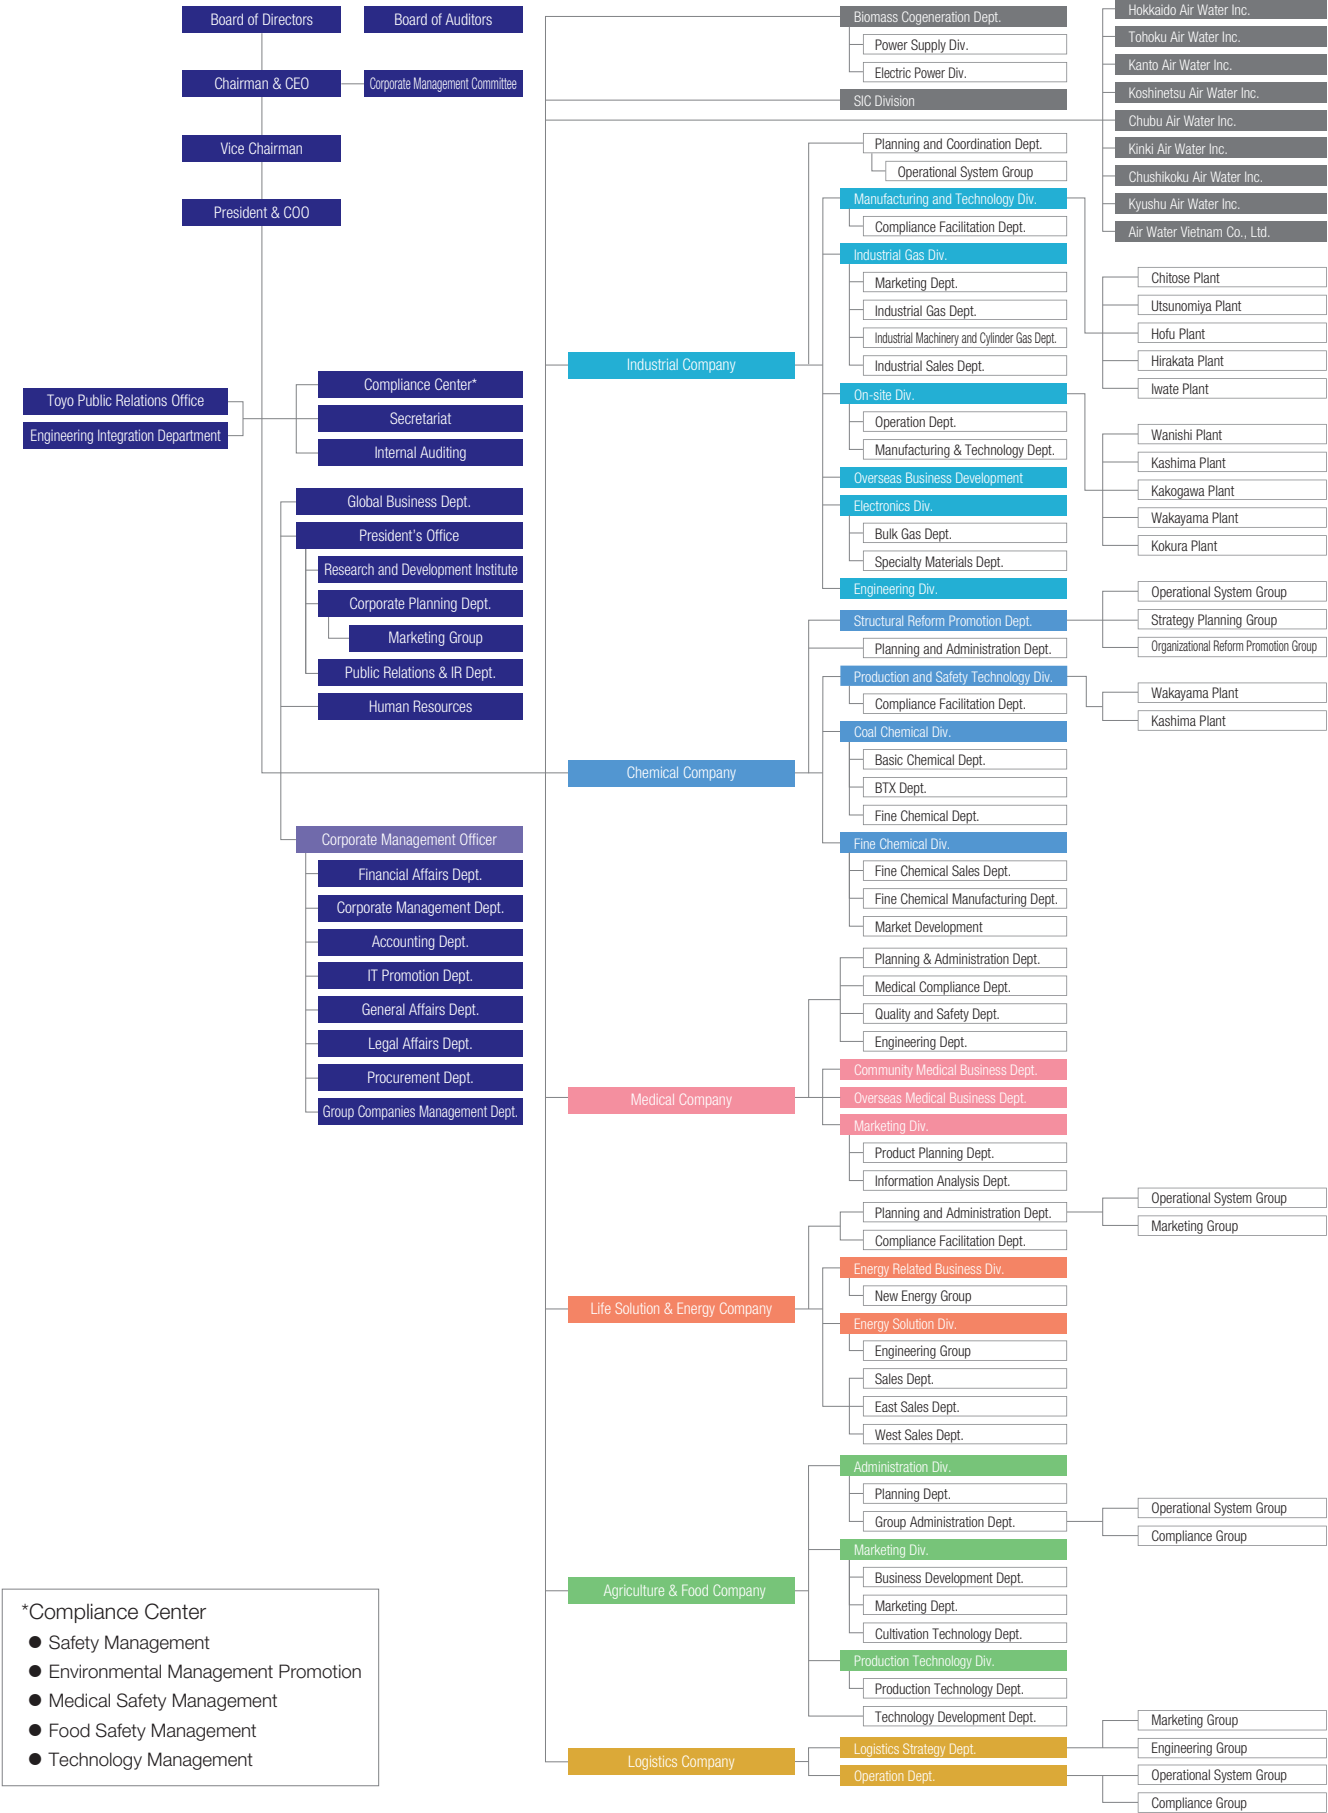 Board of Directors
Board of Auditors
Chairman & CEO
Corporate Management Committee
Vice Chairman
President & COO
Toyo Public Relations Office
Engineering Integration Department
Compliance Center*
Secretariat
Internal Auditing
Global Business Dept.
President's Office
Research and Development Institute
Corporate Planning Dept.
Marketing Group
Public Relations & IR Dept.
Human Resources
Corporate Management Officer
Financial Affairs Dept.
Corporate Management Dept.
Accounting Dept.
IT Promotion Dept.
General Affairs Dept.
Legal Affairs Dept.
Procurement Dept.
Group Companies Management Dept.
Biomass Cogeneration Dept.
Power Supply Div.
Electric Power Div.
SIC Division
Hokkaido Air Water Inc.
Tohoku Air Water Inc.
Kanto Air Water Inc.
Koshinetsu Air Water Inc.
Chubu Air Water Inc.
Kinki Air Water Inc.
Chushikoku Air Water Inc.
Kyushu Air Water Inc.
Air Water Vietnam Co., Ltd.
Industrial Company
Planning and Coordination Dept.
Operational System Group
Manufacturing and Technology Div.
Compliance Facilitation Dept.
Chitose Plant
Utsunomiya Plant
Hofu Plant
Hirakata Plant
Iwate Plant
Industrial Gas Div.
Marketing Dept.
Industrial Gas Dept.
Industrial Machinery and Cylinder Gas Dept.
Industrial Sales Dept.
On-site Div.
Operation Dept.
Manufacturing & Technology Dept.
Wanishi Plant
Kashima Plant
Kakogawa Plant
Wakayama Plant
Kokura Plant
Overseas Business Development
Electronics Div.
Bulk Gas Dept.
Specialty Materials Dept.
Engineering Div.
Chemical Company
Structural Reform Promotion Dept.
Operational System Group
Strategy Planning Group
Organizational Reform Promotion Group
Planning and Administration Dept.
Production and Safety Technology Div.
Compliance Facilitation Dept.
Wakayama Plant
Kashima Plant
Coal Chemical Div.
Basic Chemical Dept.
BTX Dept.
Fine Chemical Dept.
Fine Chemical Div.
Fine Chemical Sales Dept.
Fine Chemical Manufacturing Dept.
Market Development
Medical Company
Planning & Administration Dept.
Medical Compliance Dept.
Quality and Safety Dept.
Engineering Dept.
Community Medical Business Dept.
Overseas Medical Business Dept.
Marketing Div.
Product Planning Dept.
Information Analysis Dept.
Life Solution & Energy Company
Planning and Administration Dept.
Operational System Group
Marketing Group
Compliance Facilitation Dept.
Energy Related Business Div.
New Energy Group
Energy Solution Div.
Engineering Group
Sales Dept.
East Sales Dept.
West Sales Dept.
Agriculture & Food Company
Administration Div.
Planning Dept.
Group Administration Dept.
Operational System Group
Compliance Group
Marketing Div.
Business Development Dept.
Marketing Dept.
Cultivation Technology Dept.
Production Technology Div.
Production Technology Dept.
Technology Development Dept.
Logistics Company
Logistics Strategy Dept.
Marketing Group
Engineering Group
Operation Dept.
Operational System Group
Compliance Group
*Compliance Center
● Safety Management
● Environmental Management Promotion
● Medical Safety Management
● Food Safety Management
● Technology Management